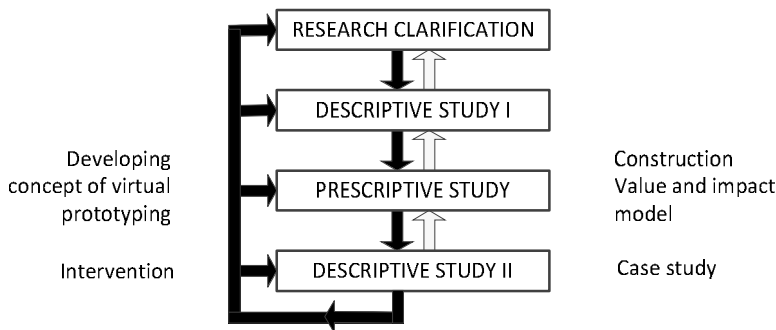 RESEARCH CLARIFICATION
DESCRIPTIVE STUDY I
Developing
concept of virtual
prototyping
PRESCRIPTIVE STUDY
Construction
Value and impact
model
Intervention
DESCRIPTIVE STUDY II
Case study